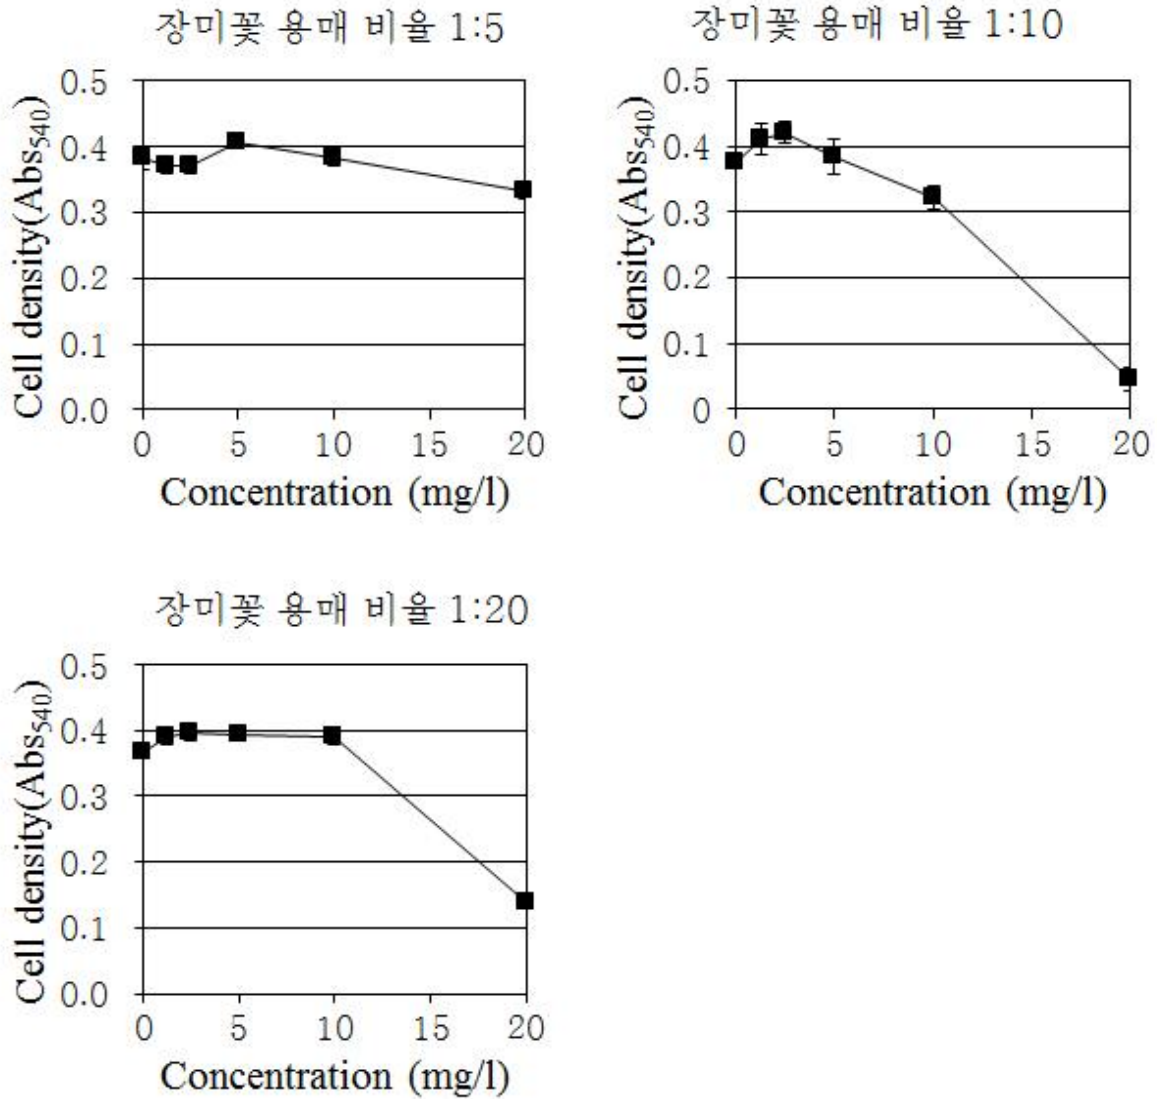 장미꽃 용매 비율 1:5
Cell density(Abs540)
0.5
0.4
0.3
0.2
0.1
0.0
0 5 10 15 20
Concentration (mg/l)
장미꽃 용매 비율 1:10
Cell density(Abs540)
0.5
0.4
0.3
0.2
0.1
0
0 5 10 15 20
Concentration (mg/l)
장미꽃 용매 비율 1:20
Cell density(Abs540)
0.5
0.4
0.3
0.2
0.1
0.0
0 5 10 15 20
Concentration (mg/l)